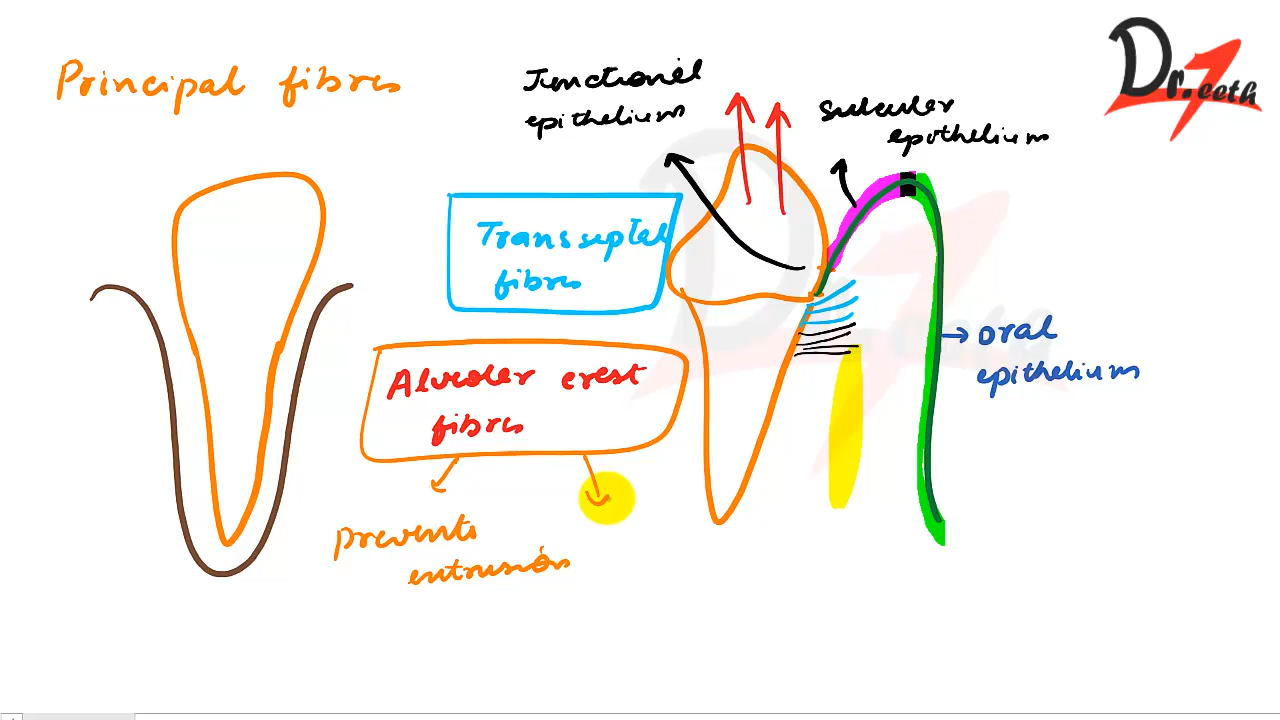 Principal fibres
Junctional
epithelium
Sulcular
epithelium
Dr. Teeth
Transseptal
fibres
Alveolar crest
fibres
oral
epithelium
prevents
extrusion